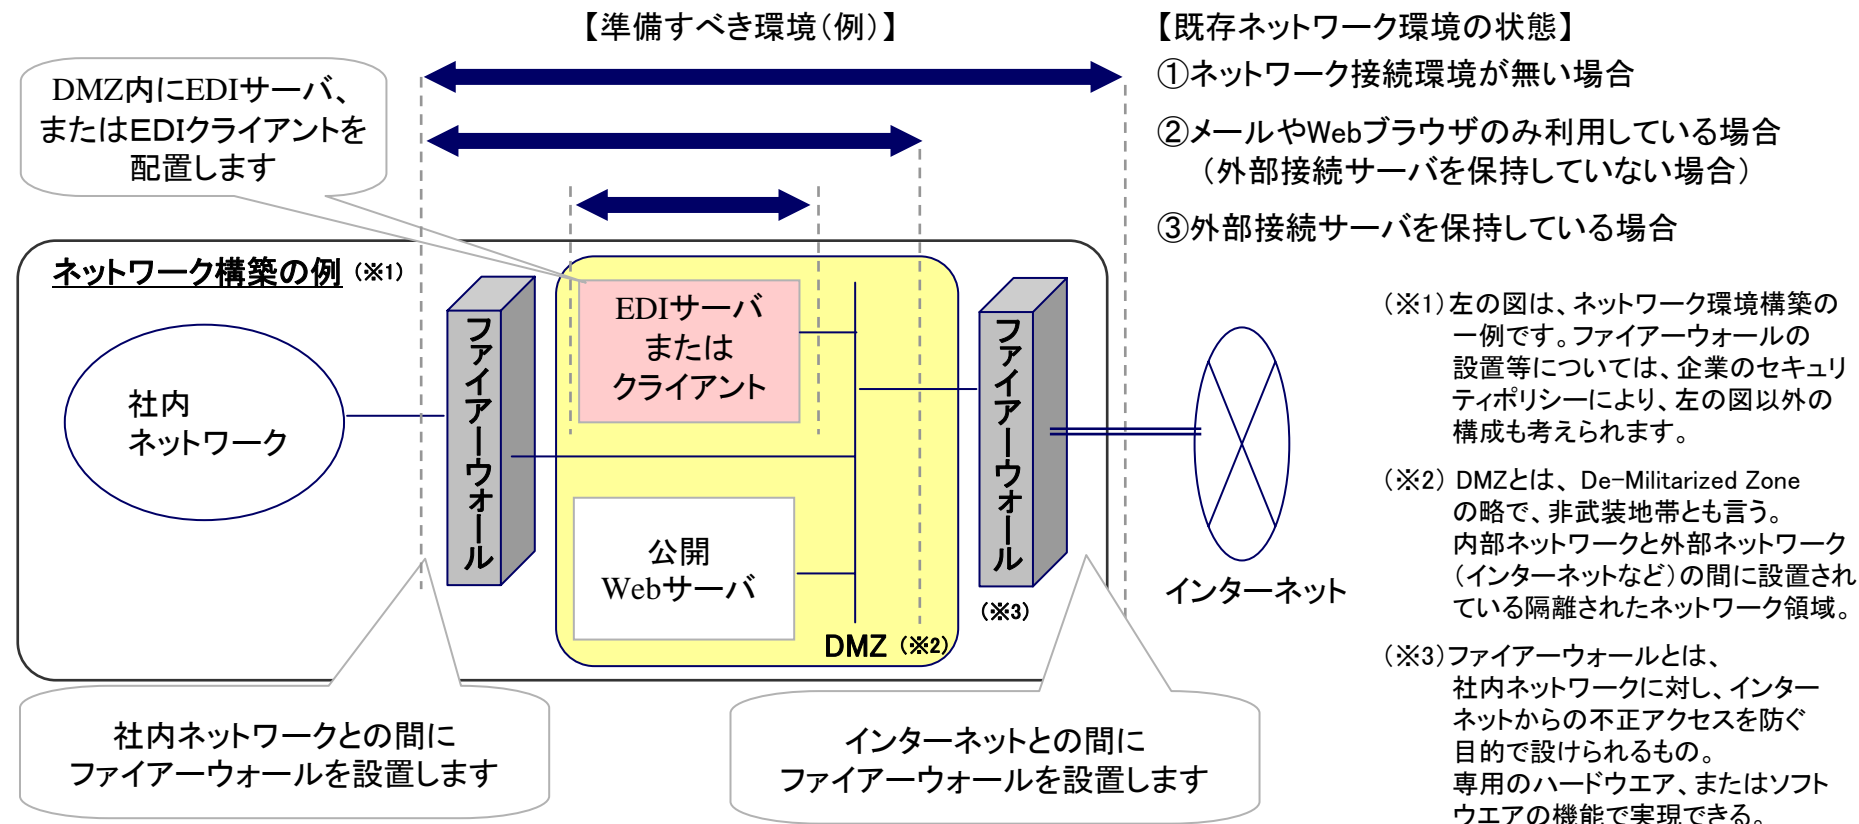 【準備すべき環境（例）】
【既存ネットワーク環境の状態】
①ネットワーク接続環境が無い場合
②メールやWebブラウザのみ利用している場合
（外部接続サーバを保持していない場合）
③外部接続サーバを保持している場合
DMZ内にEDIサーバ、
またはEDIクライアントを
配置します
ネットワーク構築の例（※1）
社内
ネットワーク
ファイアーウォール
EDIサーバ
または
クライアント
公開
Webサーバ
DMZ（※2）
ファイアーウォール
（※3）
インターネット
社内ネットワークとの間に
ファイアーウォールを設置します
インターネットとの間に
ファイアーウォールを設置します
（※1）左の図は、ネットワーク環境構築の
一例です。ファイアーウォールの
設置等については、企業のセキュリ
ティポリシーにより、左の図以外の
構成も考えられます。
（※2） DMZとは、De-Militarized Zone
の略で、非武装地帯とも言う。
内部ネットワークと外部ネットワーク
（インターネットなど）の間に設置され
ている隔離されたネットワーク領域。
（※3）ファイアーウォールとは、
社内ネットワークに対し、インター
ネットからの不正アクセスを防ぐ
目的で設けられるもの。
専用のハードウエア、またはソフト
ウエアの機能で実現できる。